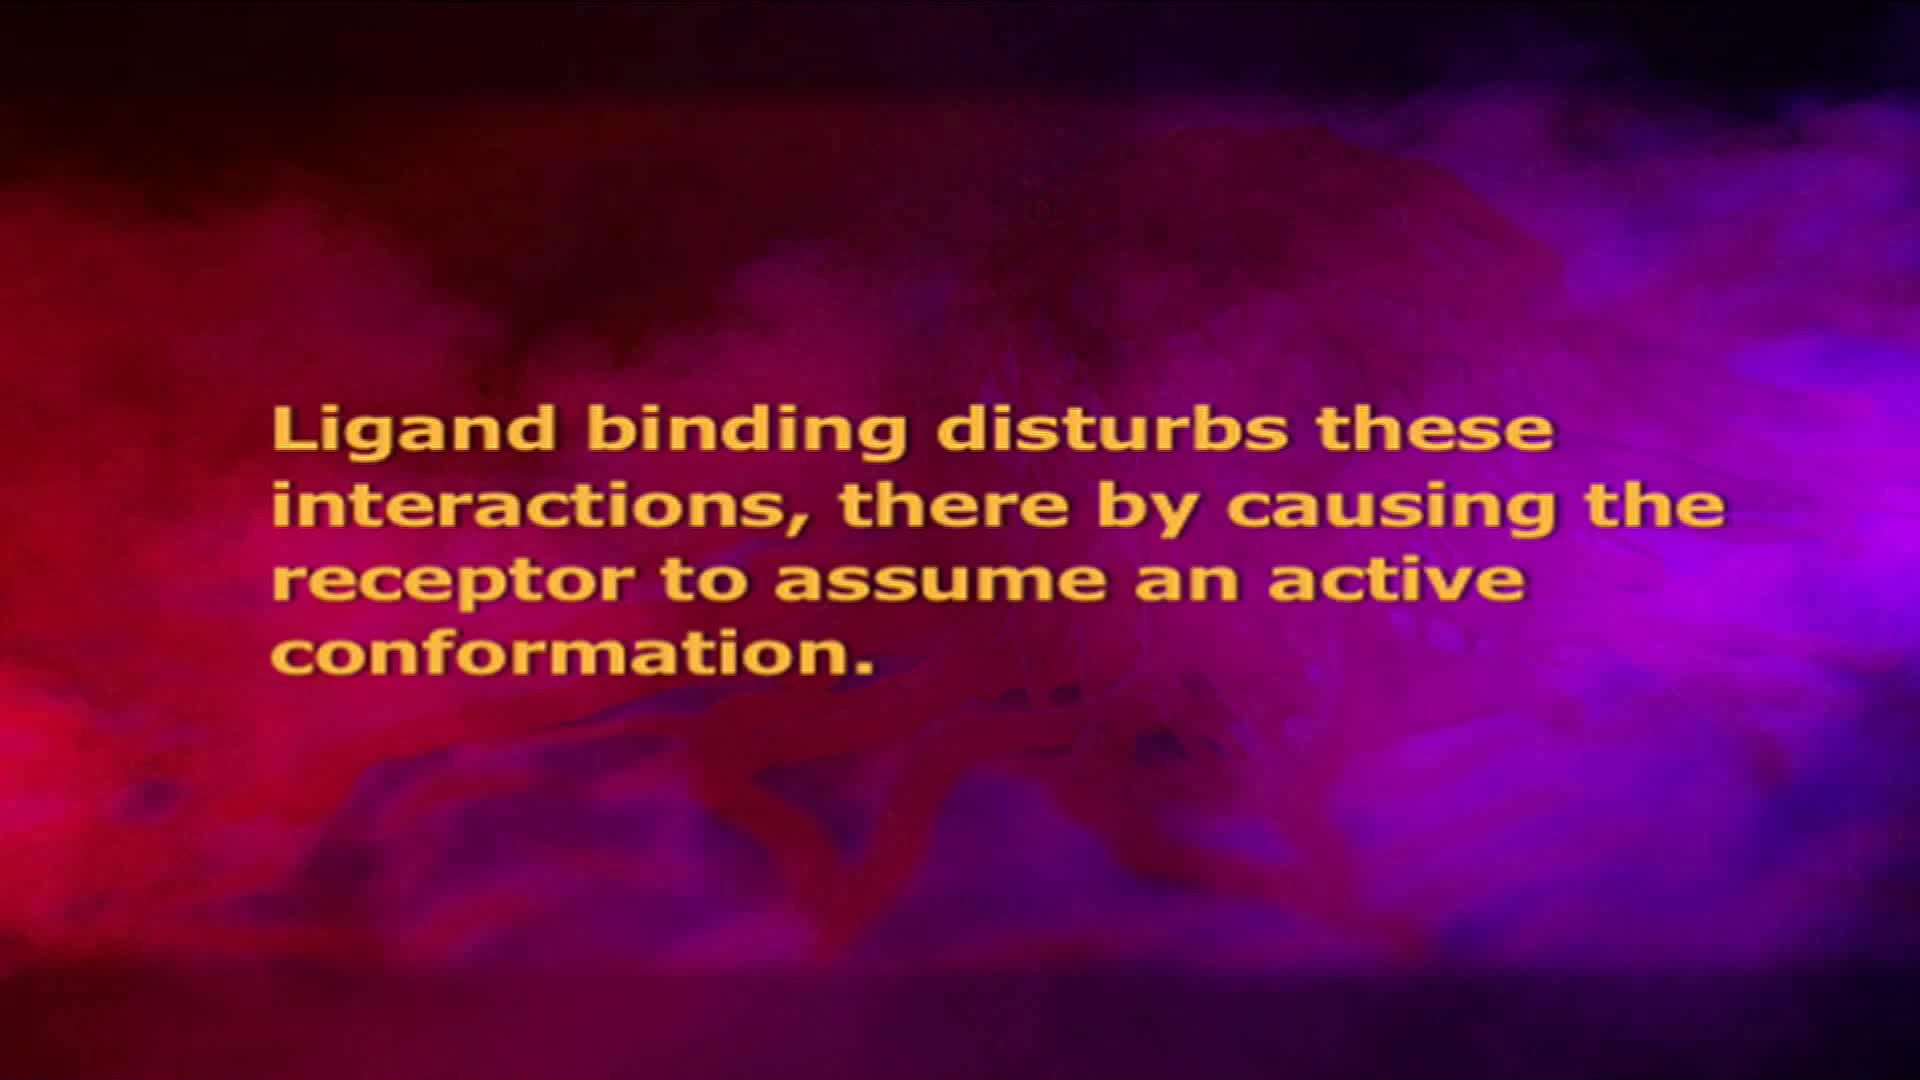 Ligand binding disturbs these
interactions, there by causing the
receptor to assume an active
conformation.